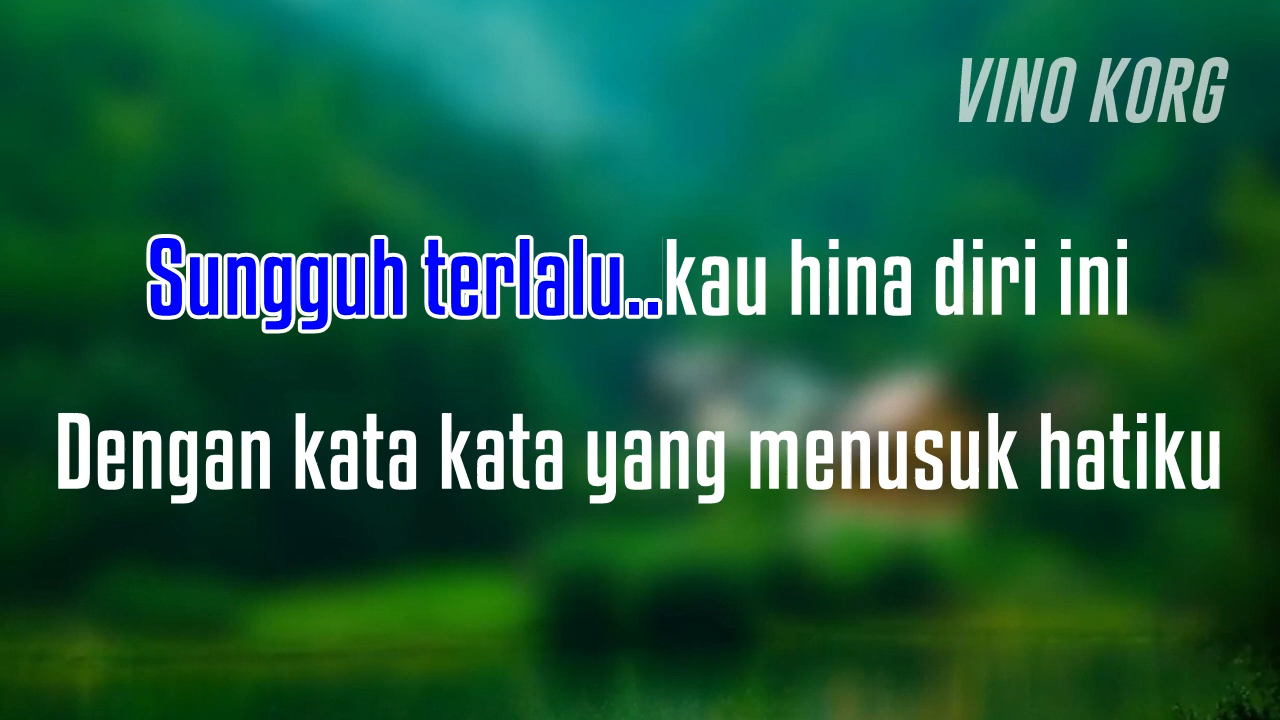 VINO KORG
Sungguh terlalu..kau hina diri ini
Dengan kata kata yang menusuk hatiku